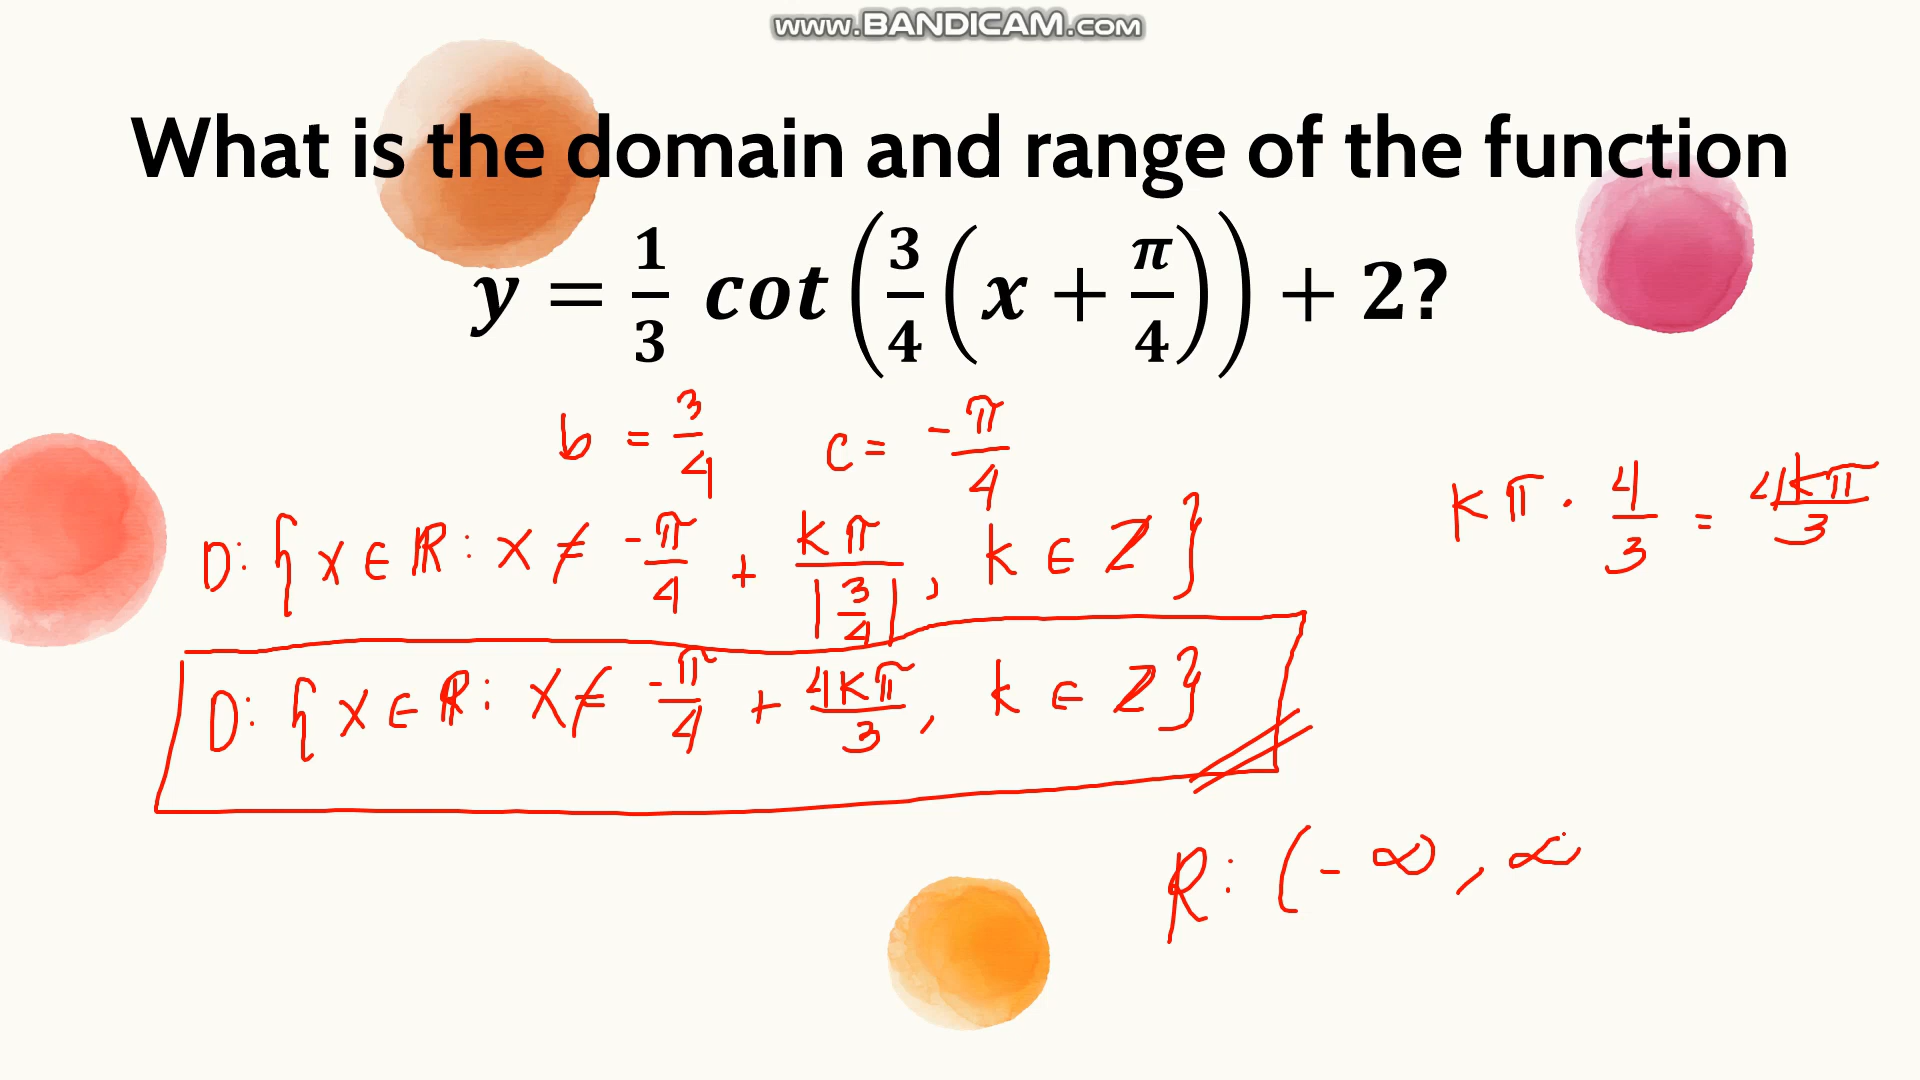 www.BANDICAM.com
What is the domain and range of the function
y = 1/3 cot(3/4(x + π/4)) + 2?
b = 3/4 c = -π/4
kπ · 4/3 = 4kπ/3
D: {x ∈ ℝ : x ≠ -π/4 + kπ/|3/4|, k ∈ Z}
D: {x ∈ ℝ : x ≠ -π/4 + 4kπ/3, k ∈ Z}
R: (-∞, ∞